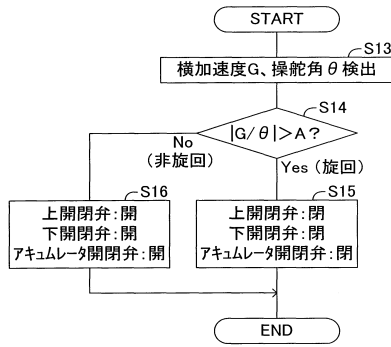 START
S13
横加速度G、操舵角θ検出
S14
|G/θ|>A?
No
(非旋回)
Yes (旋回)
S16
上開閉弁:開
下開閉弁:開
アキュムレータ開閉弁:開
S15
上開閉弁:閉
下開閉弁:閉
アキュムレータ開閉弁:閉
END